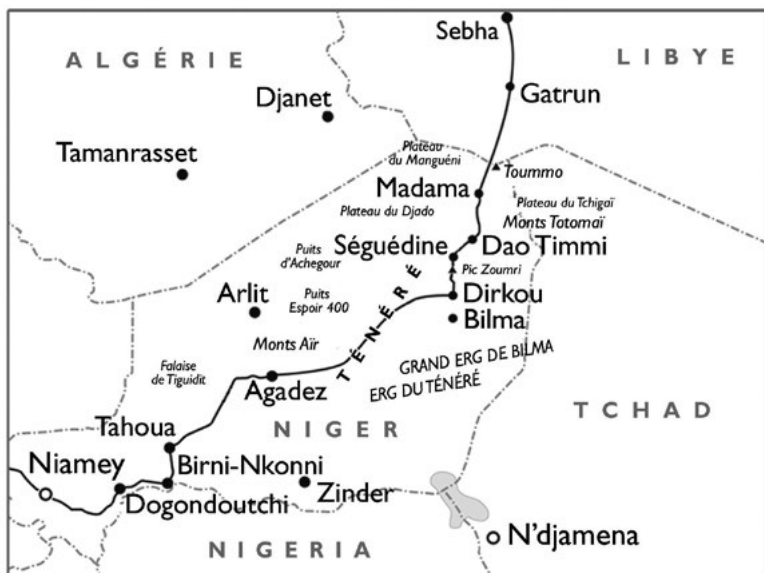 Sebha
ALGÉRIE
LIBYE
Gatrun
Djanet
Plateau
du Manguéni
Tamanrasset
Toummo
Madama
Plateau du Tchigaï
Plateau du Djado
Monts Totomaï
Séguédine
Dao Timmi
Puits
d'Achegour
Pic Zoumri
Arlit
Puits
Espoir 400
Dirkou
Bilma
TÉNÉRÉ
Monts Aïr
GRAND ERG DE BILMA
Falaise
de Tiguidit
ERG DU TÉNÉRÉ
Agadez
TCHAD
Tahoua
NIGER
Niamey
Birni-Nkonni
Zinder
Dogondoutchi
N'djamena
NIGERIA